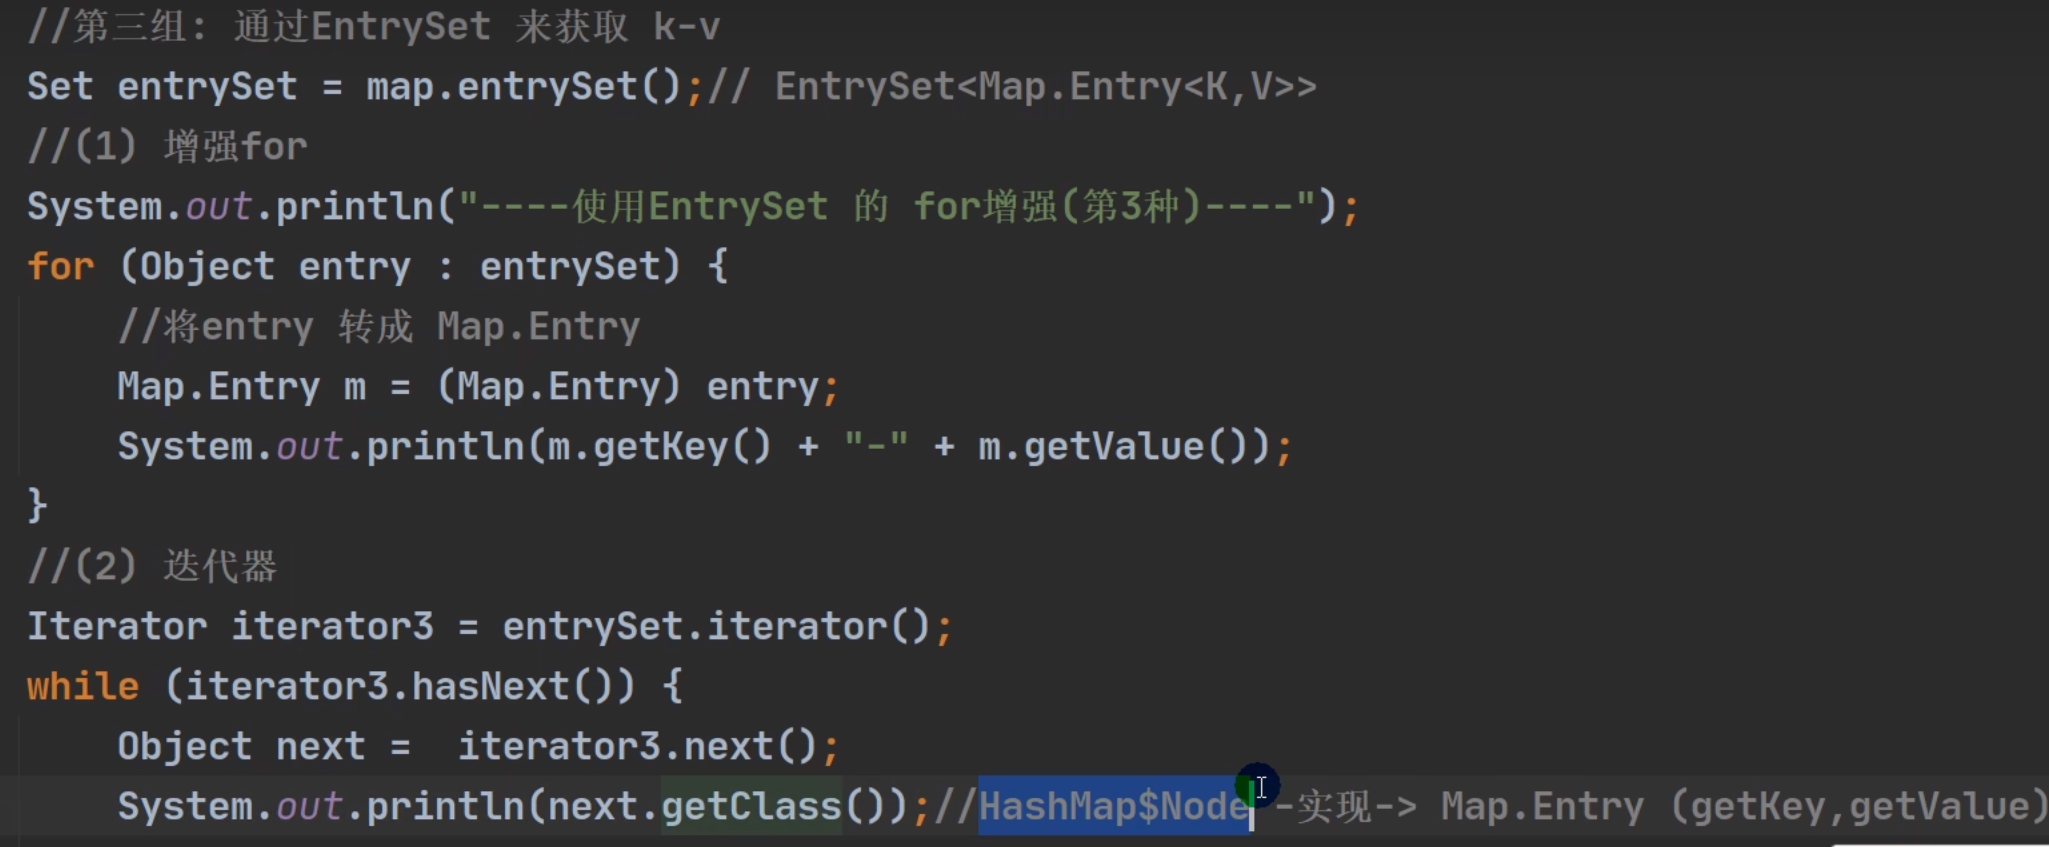 //第三组: 通过EntrySet 来获取 k-v
Set entrySet = map.entrySet();// EntrySet<Map.Entry<K,V>>
//(1) 增强for
System.out.println("----使用EntrySet 的 for增强(第3种)----");
for (Object entry : entrySet) {
    //将entry 转成 Map.Entry
    Map.Entry m = (Map.Entry) entry;
    System.out.println(m.getKey() + "-" + m.getValue());
}
//(2) 迭代器
Iterator iterator3 = entrySet.iterator();
while (iterator3.hasNext()) {
    Object next =  iterator3.next();
    System.out.println(next.getClass());//HashMap$Node -实现-> Map.Entry (getKey,getValue)